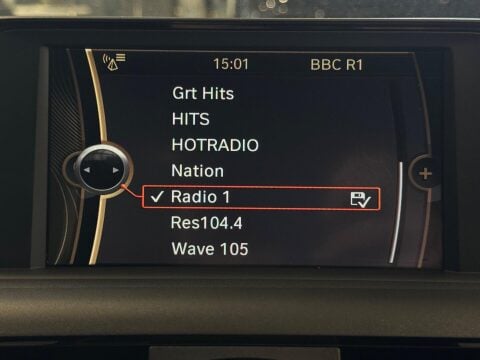 15:01 BBC R1
Grt Hits
HITS
HOTRADIO
Nation
Radio 1
Res104.4
Wave 105